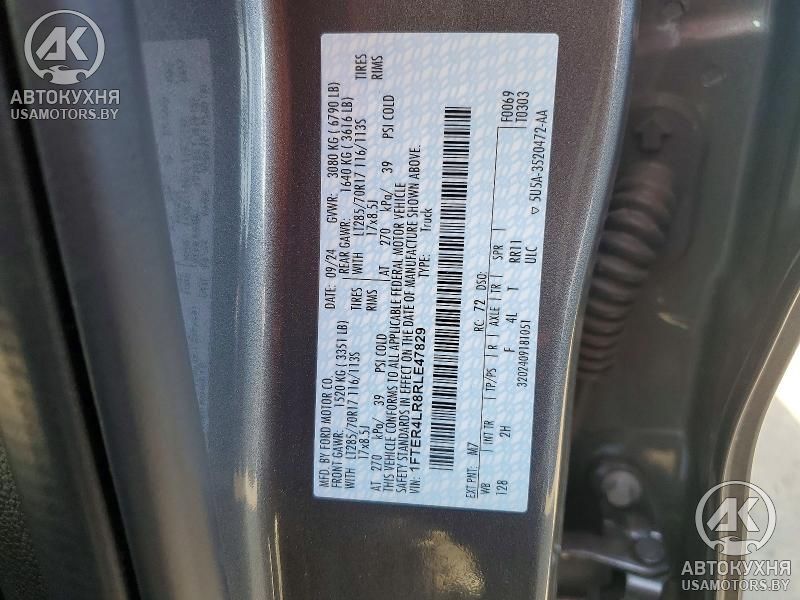 АК
АВТОКУХНЯ
USAMOTORS.BY
MFD. BY FORD MOTOR CO.
DATE: 09/24 GVWR: 3080 KG ( 6790 LB)
FRONT GAWR: 1520 KG ( 3351 LB) REAR GAWR: 1640 KG ( 3616 LB)
WITH LT285/70R17 116/113S TIRES WITH LT285/70R17 116/113S TIRES
17x8.5J RIMS 17x8.5J RIMS
AT 270 kPa/ 39 PSI COLD AT 270 kPa/ 39 PSI COLD
THIS VEHICLE CONFORMS TO ALL APPLICABLE FEDERAL MOTOR VEHICLE
SAFETY STANDARDS IN EFFECT ON THE DATE OF MANUFACTURE SHOWN ABOVE.
VIN: 1FTER4LR8RLE47829 TYPE: Truck
F0069
T0303
EXT PNT: M7 RC: 72 DSO:
WB INT TR TP/PS R AXLE TR SPR
128 2H F 4L T RR11
3202409181051 ULC 5U5A-3520472-AA
АК
АВТОКУХНЯ
USAMOTORS.BY